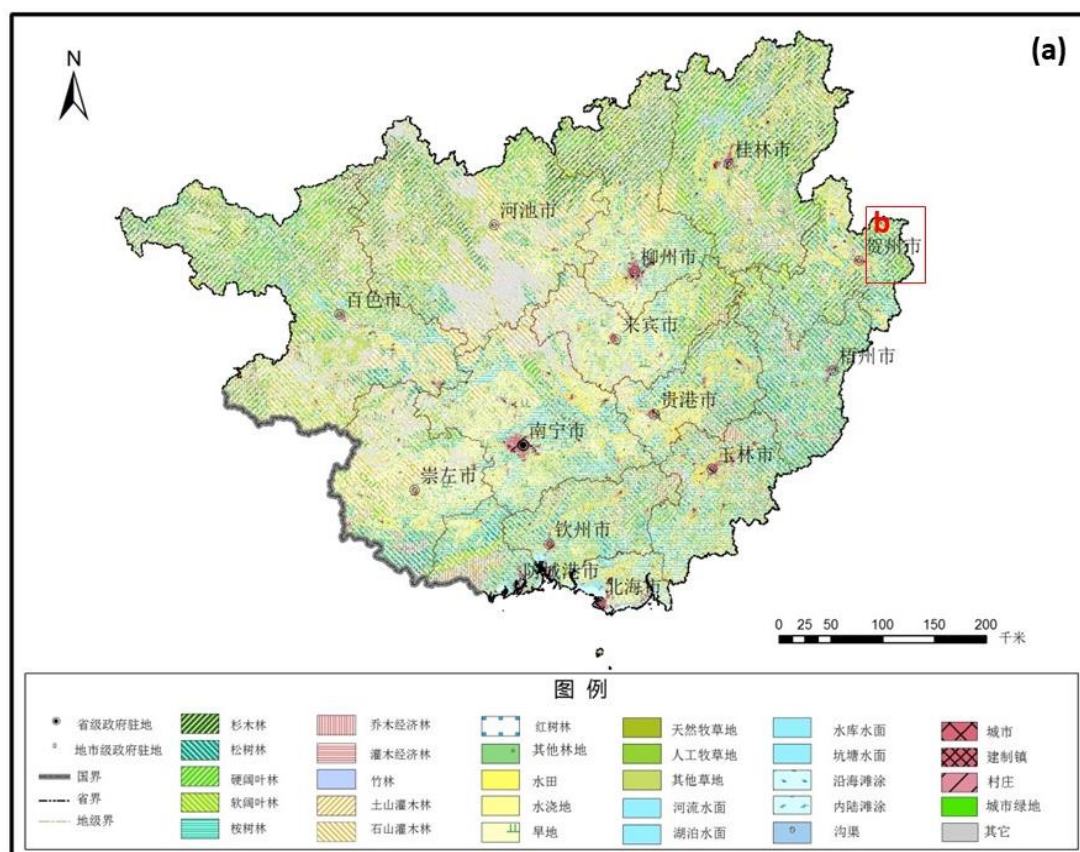 (a)
N
桂林市
河池市
b
贺州市
柳州市
百色市
来宾市
梧州市
贵港市
南宁市
玉林市
崇左市
钦州市
防城港市
北海市
0 25 50 100 150 200
千米
图 例
省级政府驻地 杉木林 乔木经济林 红树林 天然牧草地 水库水面 城市
地市级政府驻地 松树林 灌木经济林 其他林地 人工牧草地 坑塘水面 建制镇
国界 硬阔叶林 竹林 水田 其他草地 沿海滩涂 村庄
省界 软阔叶林 土山灌木林 水浇地 河流水面 内陆滩涂 城市绿地
地级界 桉树林 石山灌木林 旱地 湖泊水面 沟渠 其它